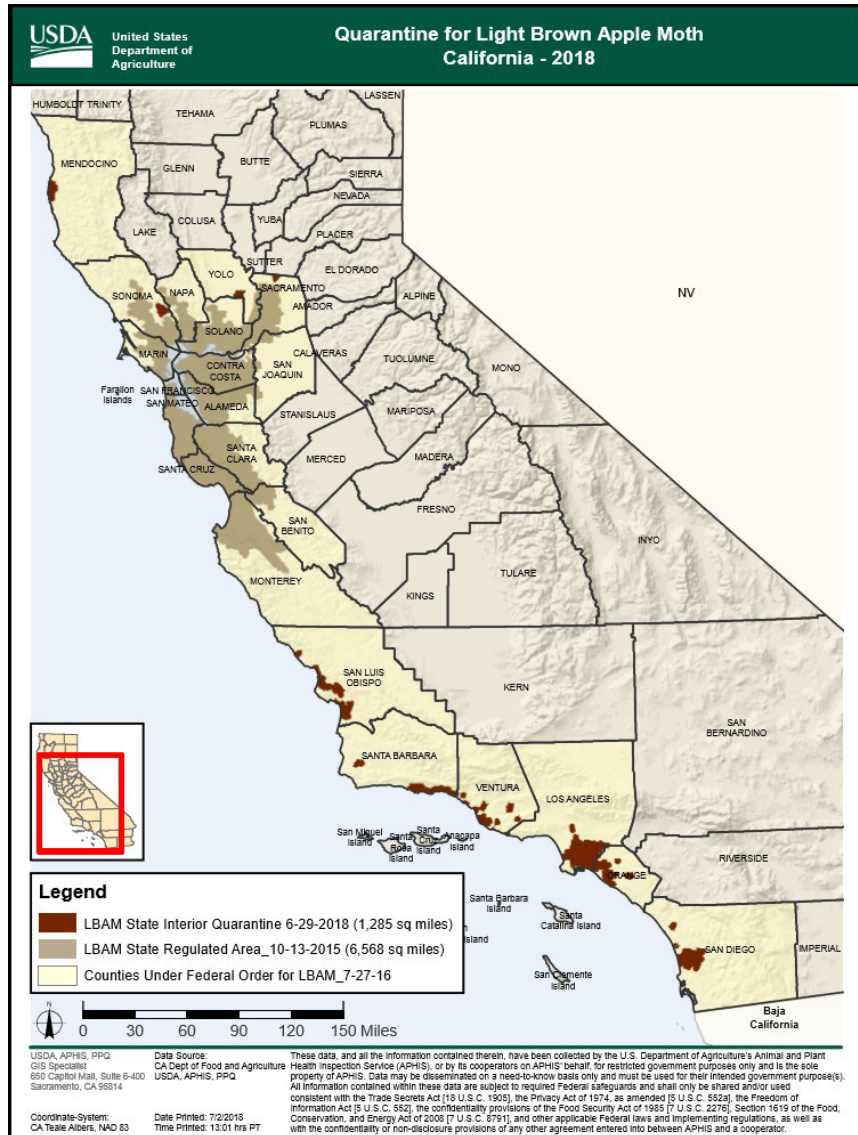 USDA
United States
Department of
Agriculture
Quarantine for Light Brown Apple Moth
California - 2018
LASSEN
HUMBOLDT
TRINITY
TEHAMA
PLUMAS
MENDOCINO
GLENN
BUTTE
SIERRA
NEVADA
LAKE
COLUSA
YUBA
PLACER
SUTTER
YOLO
EL DORADO
SONOMA
NAPA
SACRAMENTO
ALPINE
NV
AMADOR
SOLANO
MARIN
CALAVERAS
CONTRA
COSTA
SAN
JOAQUIN
TUOLUMNE
MONO
Farallon
Islands
SAN FRANCISCO
SAN MATEO
ALAMEDA
STANISLAUS
MARIPOSA
SANTA
CLARA
MERCED
MADERA
SANTA CRUZ
FRESNO
SAN
BENITO
INYO
MONTEREY
TULARE
KINGS
SAN LUIS
OBISPO
KERN
SAN
BERNARDINO
SANTA BARBARA
VENTURA
LOS ANGELES
San Miguel
Island
Santa
Rosa
Island
Santa
Cruz
Island
Anacapa
Island
RIVERSIDE
ORANGE
Santa Barbara
Island
Santa
Catalina Island
Island
SAN DIEGO
IMPERIAL
San Clemente
Island
Baja
California
Legend
LBAM State Interior Quarantine 6-29-2018 (1,285 sq miles)
LBAM State Regulated Area_10-13-2015 (6,568 sq miles)
Counties Under Federal Order for LBAM_7-27-16
N
0 30 60 90 120 150 Miles
USDA, APHIS, PPQ
GIS Specialist
650 Capitol Mall, Suite 6-400
Sacramento, CA 95814
Coordinate-System:
CA Teale Albers, NAD 83
Data Source:
CA Dept of Food and Agriculture
USDA, APHIS, PPQ
Date Printed: 7/2/2018
Time Printed: 13:01 hrs PT
These data, and all the information contained therein, have been collected by the U.S. Department of Agriculture's Animal and Plant
Health Inspection Service (APHIS), or by its cooperators on APHIS' behalf, for restricted government purposes only and is the sole
property of APHIS. Data may be disseminated on a need-to-know basis only and must be used for their intended government purpose(s).
All information contained within these data are subject to required Federal safeguards and shall only be shared and/or used
consistent with the Trade Secrets Act [18 U.S.C. 1905], the Privacy Act of 1974, as amended [5 U.S.C. 552a], the Freedom of
Information Act [5 U.S.C. 552], the confidentiality provisions of the Food Security Act of 1985 [7 U.S.C. 2276], Section 1619 of the Food,
Conservation, and Energy Act of 2008 [7 U.S.C. 8791], and other applicable Federal laws and implementing regulations, as well as
with the confidentiality or non-disclosure provisions of any other agreement entered into between APHIS and a cooperator.